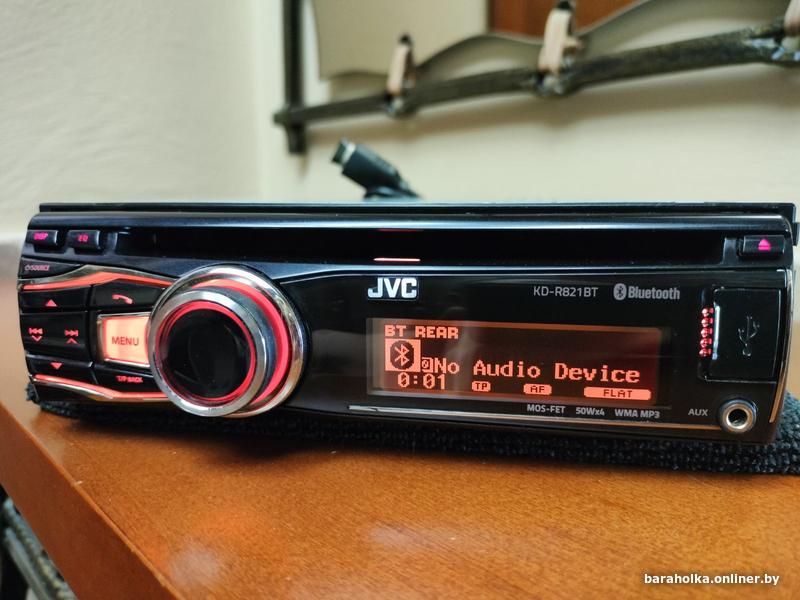 DISP
EQ
SOURCE
JVC
KD-R821BT Bluetooth
BT REAR
No Audio Device
0:01 TP AF FLAT
MENU
T/P BACK
MOS-FET 50Wx4 WMA MP3
AUX
baraholka.onliner.by